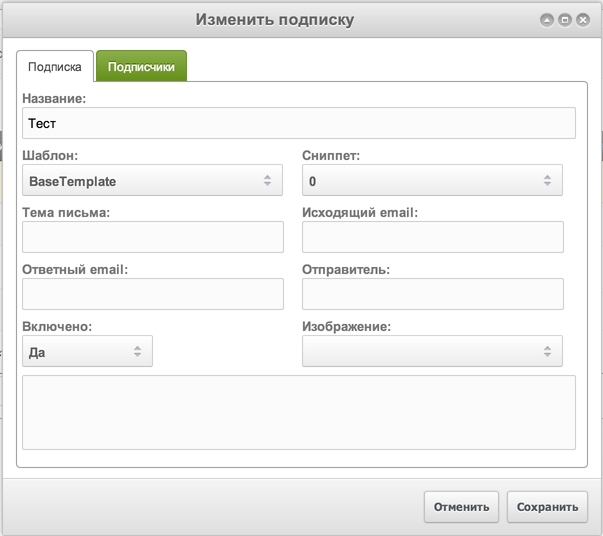 Изменить подписку
Подписка Подписчики
Название:
Тест
Шаблон: Сниппет:
BaseTemplate 0
Тема письма: Исходящий email:
Ответный email: Отправитель:
Включено: Изображение:
Да
Отменить Сохранить